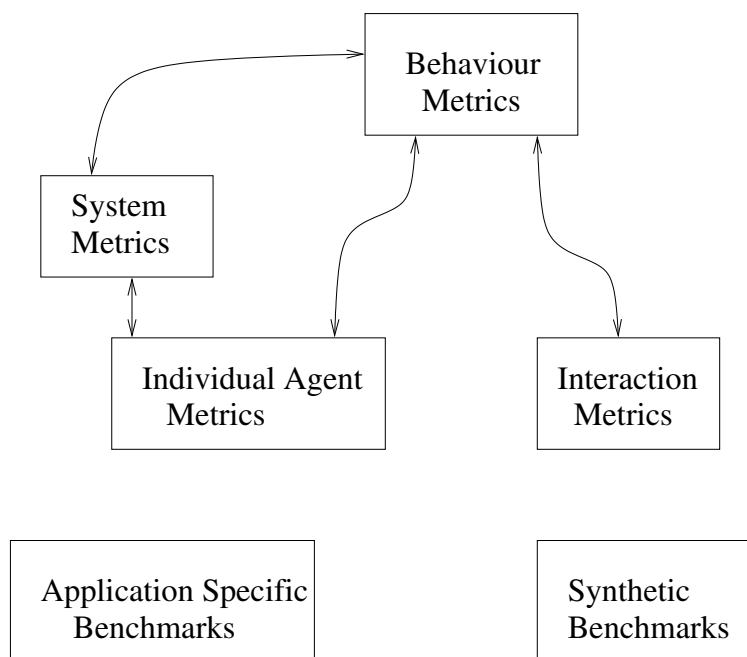 Behaviour
Metrics
System
Metrics
Individual Agent
Metrics
Interaction
Metrics
Application Specific
Benchmarks
Synthetic
Benchmarks